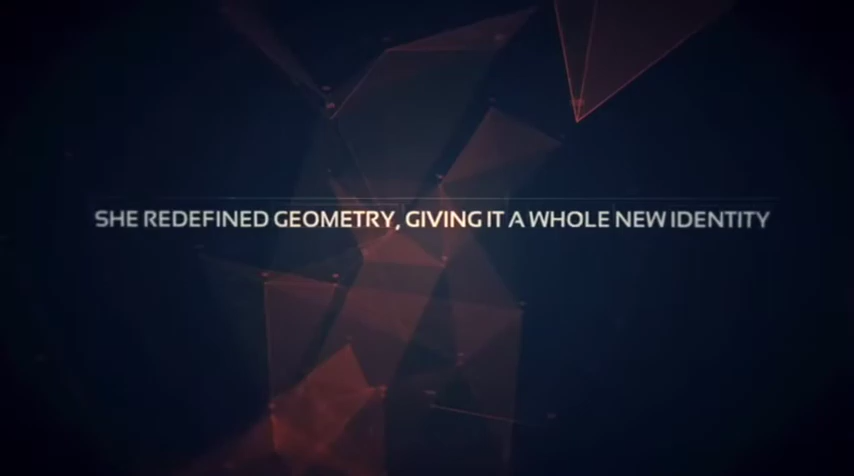 SHE REDEFINED GEOMETRY, GIVING IT A WHOLE NEW IDENTITY